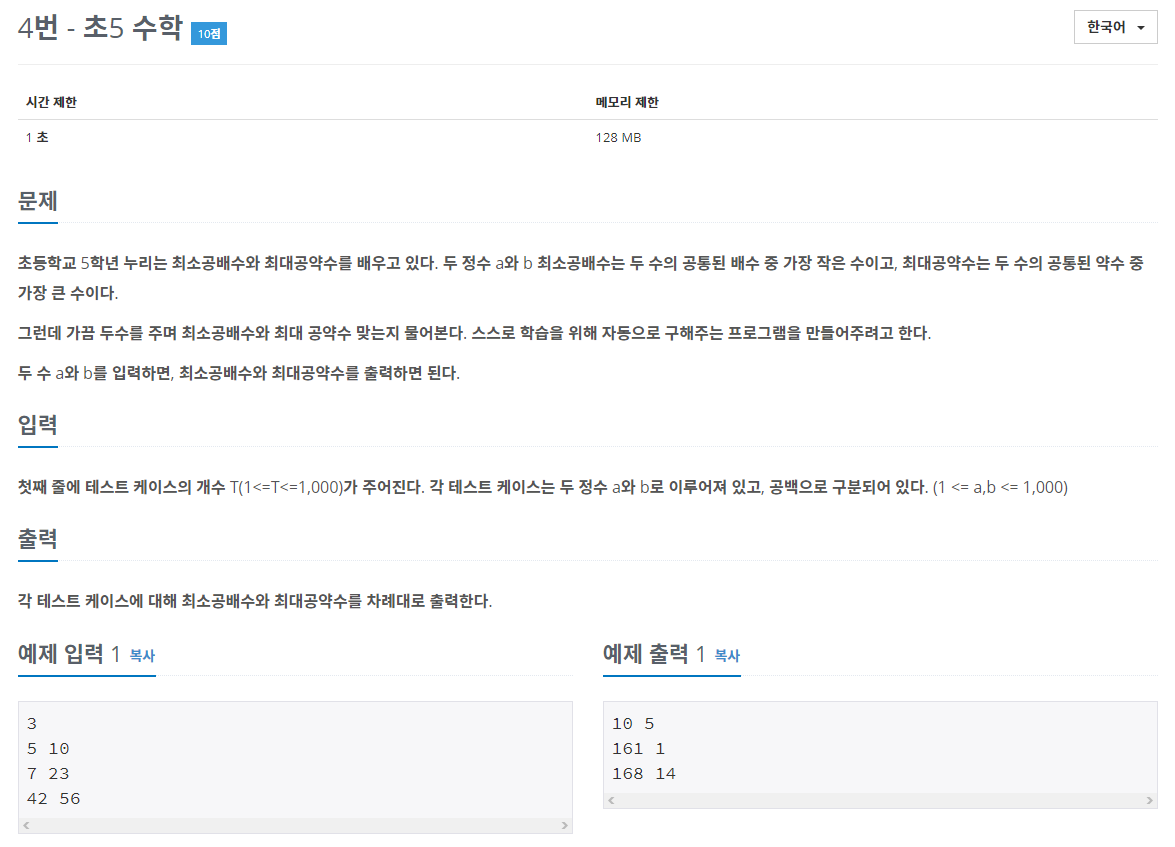 4번 - 초5 수학 10점
한국어
시간 제한 메모리 제한
1 초 128 MB
문제
초등학교 5학년 누리는 최소공배수와 최대공약수를 배우고 있다. 두 정수 a와 b 최소공배수는 두 수의 공통된 배수 중 가장 작은 수이고, 최대공약수는 두 수의 공통된 약수 중
가장 큰 수이다.
그런데 가끔 두수를 주며 최소공배수와 최대 공약수 맞는지 물어본다. 스스로 학습을 위해 자동으로 구해주는 프로그램을 만들어주려고 한다.
두 수 a와 b를 입력하면, 최소공배수와 최대공약수를 출력하면 된다.
입력
첫째 줄에 테스트 케이스의 개수 T(1<=T<=1,000)가 주어진다. 각 테스트 케이스는 두 정수 a와 b로 이루어져 있고, 공백으로 구분되어 있다. (1 <= a,b <= 1,000)
출력
각 테스트 케이스에 대해 최소공배수와 최대공약수를 차례대로 출력한다.
예제 입력 1 복사
3
5 10
7 23
42 56
예제 출력 1 복사
10 5
161 1
168 14